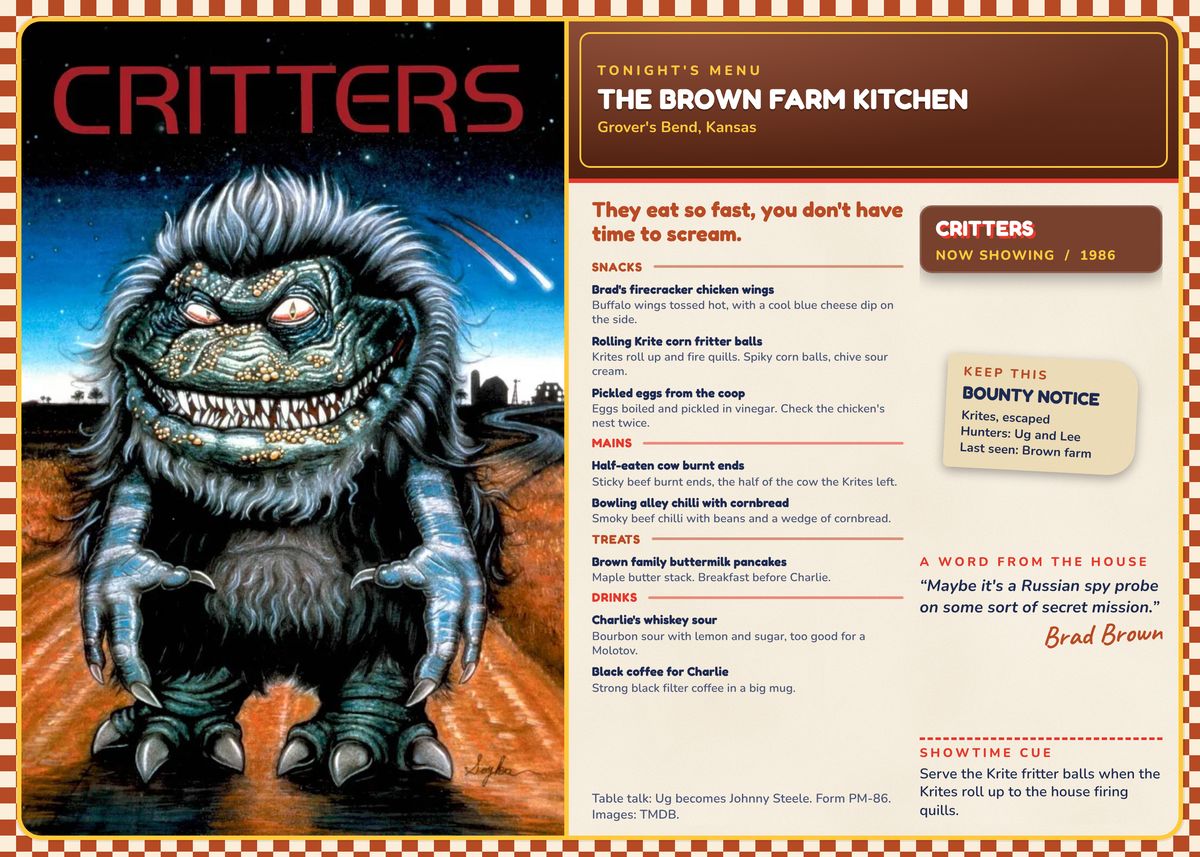 CRITTERS
TONIGHT'S MENU
THE BROWN FARM KITCHEN
Grover's Bend, Kansas
They eat so fast, you don't have
time to scream.
SNACKS
Brad's firecracker chicken wings
Buffalo wings tossed hot, with a cool blue cheese dip on
the side.
Rolling Krite corn fritter balls
Krites roll up and fire quills. Spiky corn balls, chive sour
cream.
Pickled eggs from the coop
Eggs boiled and pickled in vinegar. Check the chicken's
nest twice.
MAINS
Half-eaten cow burnt ends
Sticky beef burnt ends, the half of the cow the Krites left.
Bowling alley chilli with cornbread
Smoky beef chilli with beans and a wedge of cornbread.
TREATS
Brown family buttermilk pancakes
Maple butter stack. Breakfast before Charlie.
DRINKS
Charlie's whiskey sour
Bourbon sour with lemon and sugar, too good for a
Molotov.
Black coffee for Charlie
Strong black filter coffee in a big mug.
Table talk: Ug becomes Johnny Steele. Form PM-86.
Images: TMDB.
CRITTERS
NOW SHOWING / 1986
KEEP THIS
BOUNTY NOTICE
Krites, escaped
Hunters: Ug and Lee
Last seen: Brown farm
A WORD FROM THE HOUSE
“Maybe it's a Russian spy probe
on some sort of secret mission.”
Brad Brown
SHOWTIME CUE
Serve the Krite fritter balls when the
Krites roll up to the house firing
quills.